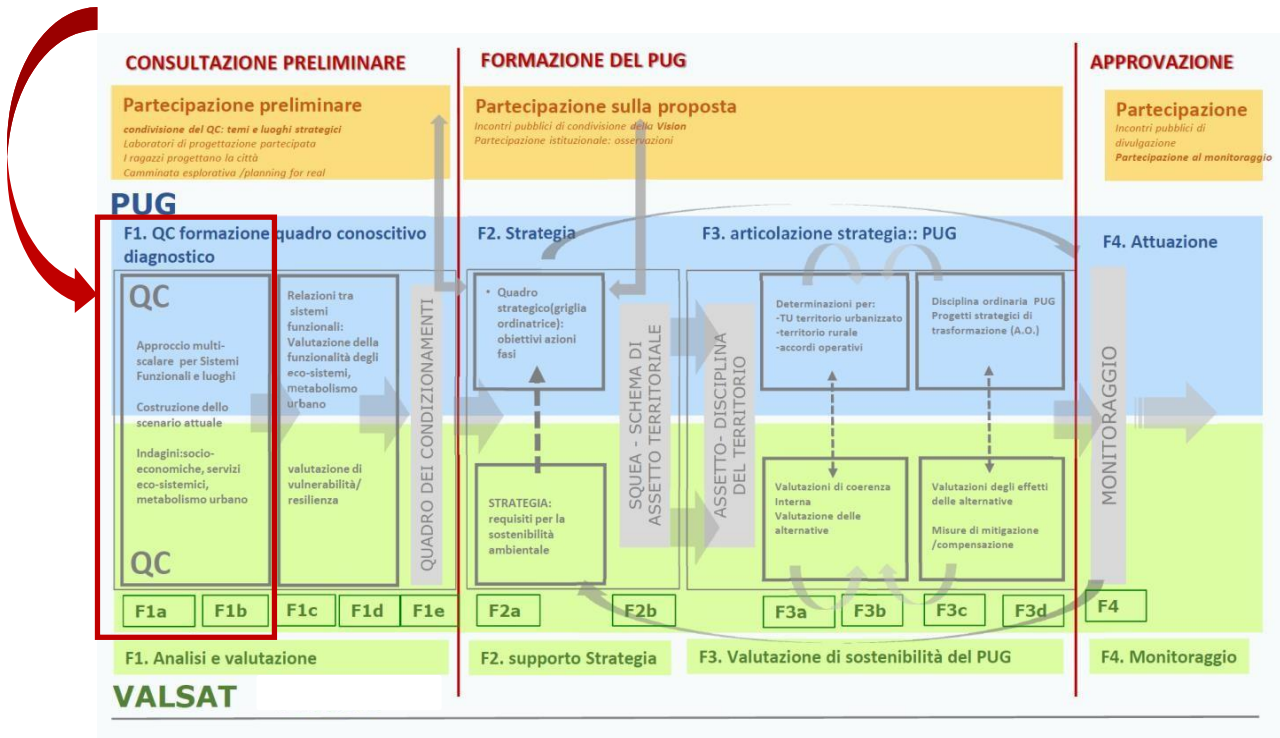 CONSULTAZIONE PRELIMINARE
FORMAZIONE DEL PUG
APPROVAZIONE
Partecipazione preliminare
condivisione del QC: temi e luoghi strategici
Laboratori di progettazione partecipata
I ragazzi progettano la città
Camminata esplorativa /planning for real
Partecipazione sulla proposta
Incontri pubblici di condivisione della Vision
Partecipazione istituzionale: osservazioni
Partecipazione
Incontri pubblici di
divulgazione
Partecipazione al monitoraggio
PUG
F1. QC formazione quadro conoscitivo
diagnostico
F2. Strategia
F3. articolazione strategia:: PUG
F4. Attuazione
QC
Approccio multi-
scalare per Sistemi
Funzionali e luoghi
Costruzione dello
scenario attuale
Indagini:socio-
economiche, servizi
eco-sistemici,
metabolismo urbano
QC
Relazioni tra
sistemi
funzionali:
Valutazione della
funzionalità degli
eco-sistemi,
metabolismo
urbano
valutazione di
vulnerabilità/
resilienza
QUADRO DEI CONDIZIONAMENTI
• Quadro
strategico(griglia
ordinatrice):
obiettivi azioni
fasi
STRATEGIA:
requisiti per la
sostenibilità
ambientale
SQUEA - SCHEMA DI
ASSETTO TERRITORIALE
ASSETTO- DISCIPLINA
DEL TERRITORIO
Determinazioni per:
-TU territorio urbanizzato
-territorio rurale
-accordi operativi
Disciplina ordinaria PUG
Progetti strategici di
trasformazione (A.O.)
Valutazioni di coerenza
Interna
Valutazione delle
alternative
Valutazioni degli effetti
delle alternative
Misure di mitigazione
/compensazione
MONITORAGGIO
F1a
F1b
F1c
F1d
F1e
F2a
F2b
F3a
F3b
F3c
F3d
F4
F1. Analisi e valutazione
F2. supporto Strategia
F3. Valutazione di sostenibilità del PUG
F4. Monitoraggio
VALSAT